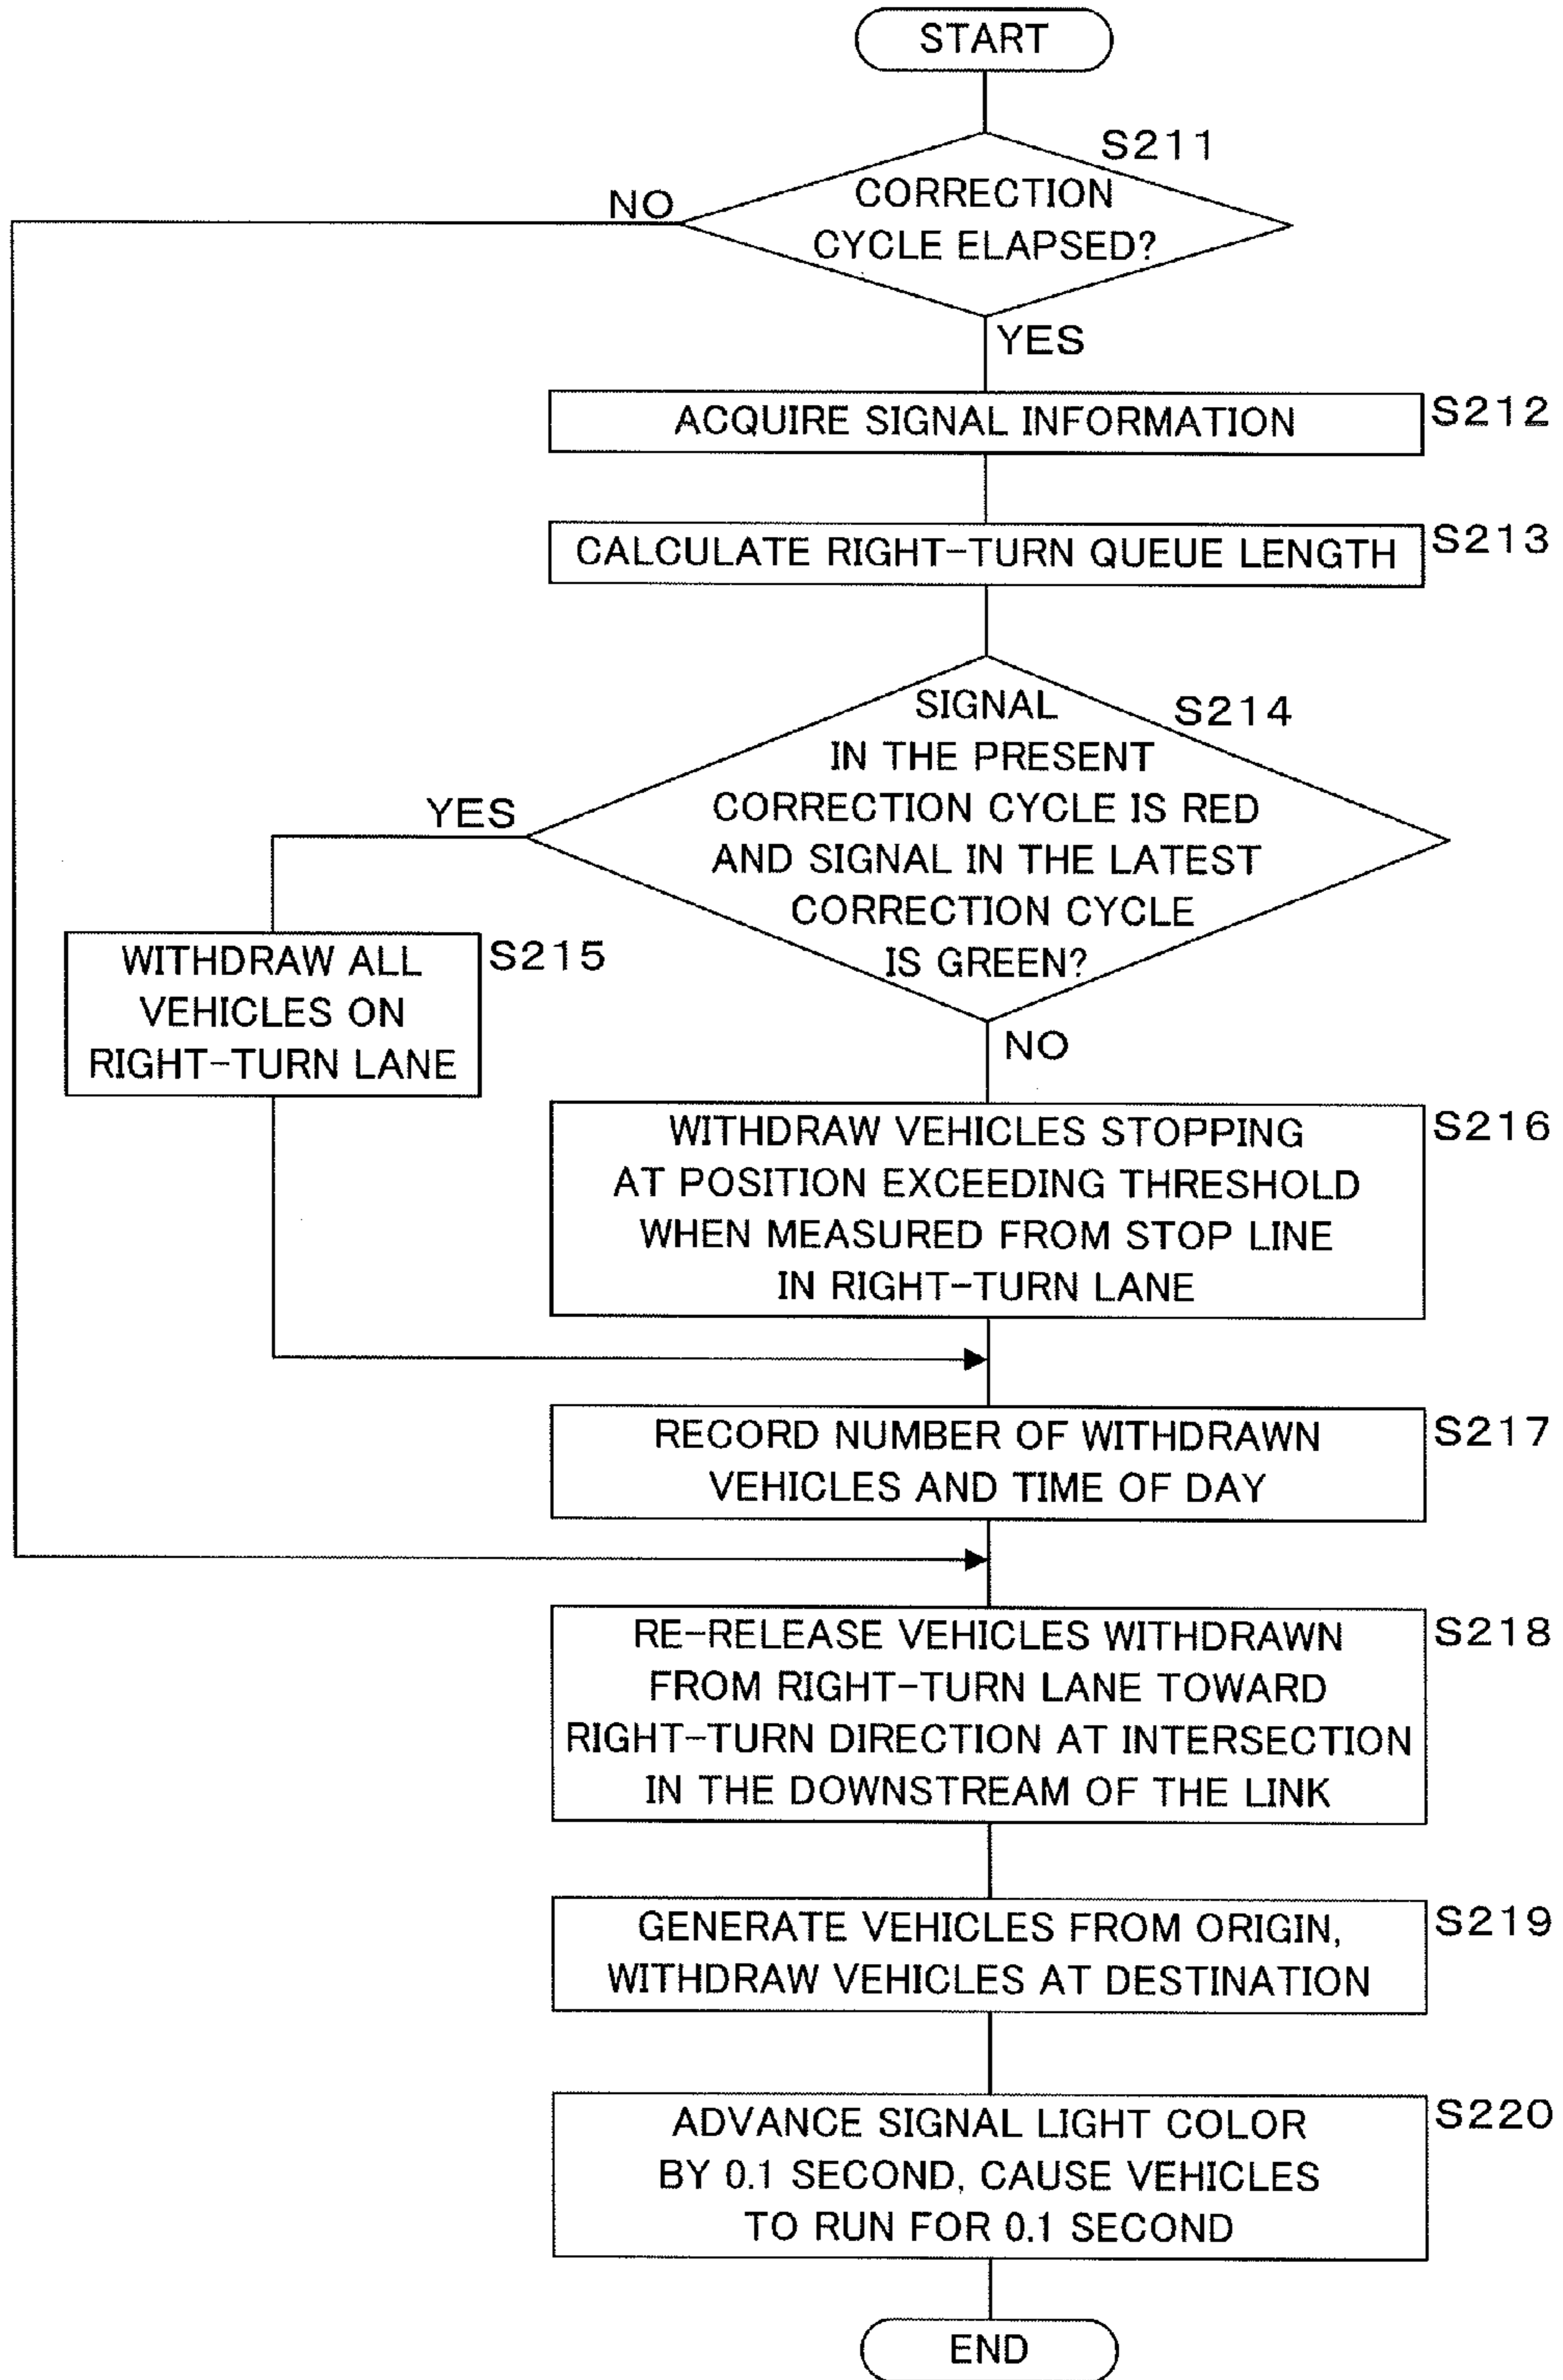 START
S211
CORRECTION
CYCLE ELAPSED?
NO
YES
ACQUIRE SIGNAL INFORMATION
S212
CALCULATE RIGHT-TURN QUEUE LENGTH
S213
SIGNAL
IN THE PRESENT
CORRECTION CYCLE IS RED
AND SIGNAL IN THE LATEST
CORRECTION CYCLE
IS GREEN?
S214
YES
NO
WITHDRAW ALL
VEHICLES ON
RIGHT-TURN LANE
S215
WITHDRAW VEHICLES STOPPING
AT POSITION EXCEEDING THRESHOLD
WHEN MEASURED FROM STOP LINE
IN RIGHT-TURN LANE
S216
RECORD NUMBER OF WITHDRAWN
VEHICLES AND TIME OF DAY
S217
RE-RELEASE VEHICLES WITHDRAWN
FROM RIGHT-TURN LANE TOWARD
RIGHT-TURN DIRECTION AT INTERSECTION
IN THE DOWNSTREAM OF THE LINK
S218
GENERATE VEHICLES FROM ORIGIN,
WITHDRAW VEHICLES AT DESTINATION
S219
ADVANCE SIGNAL LIGHT COLOR
BY 0.1 SECOND, CAUSE VEHICLES
TO RUN FOR 0.1 SECOND
S220
END